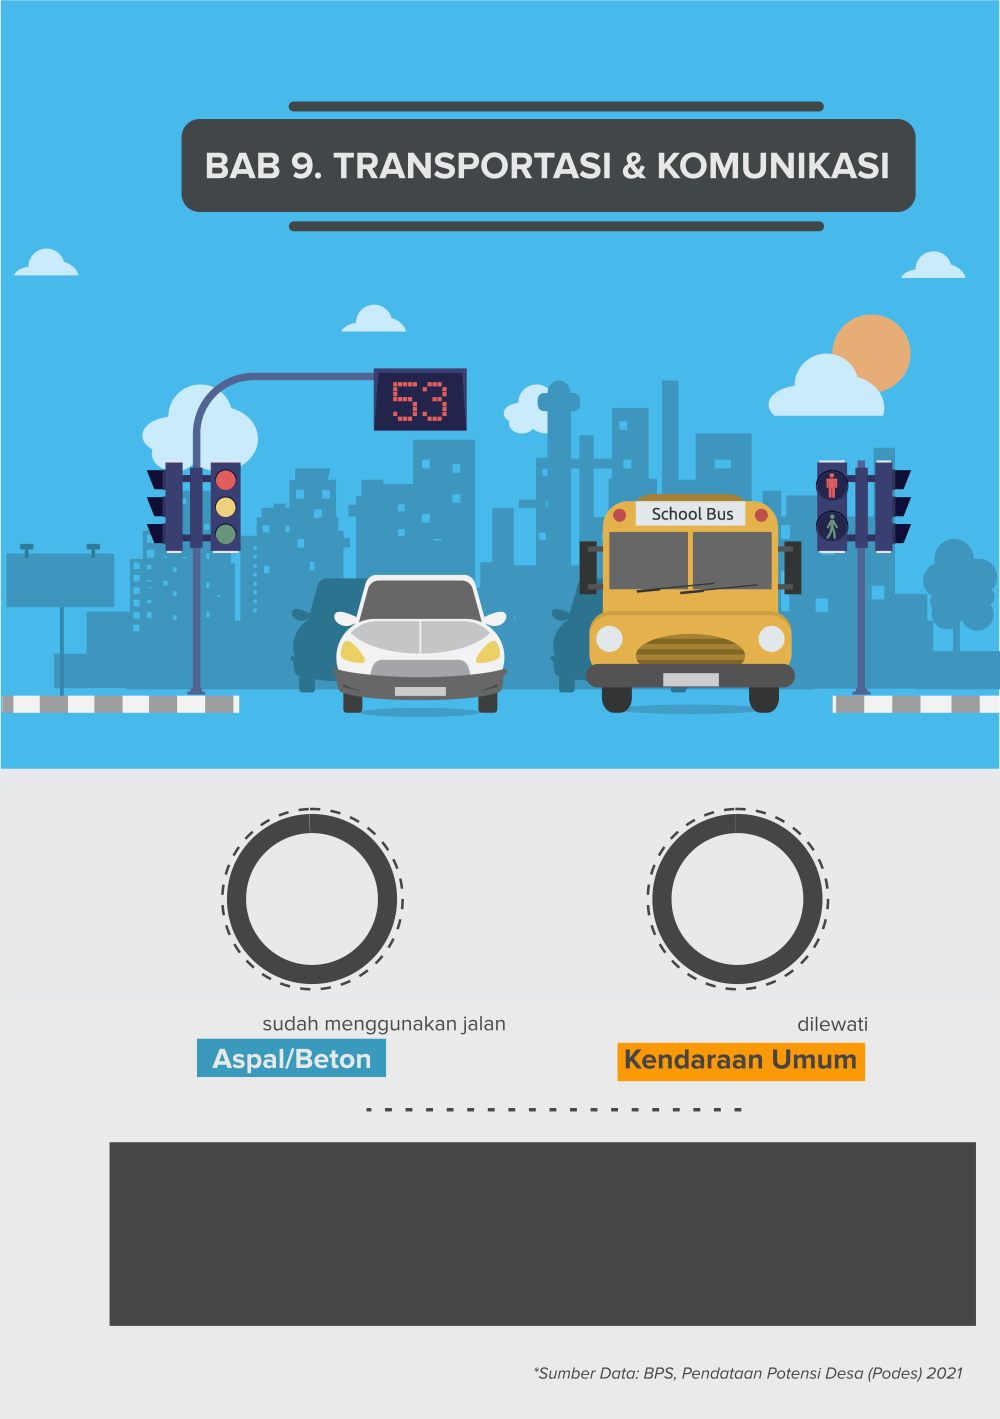 BAB 9. TRANSPORTASI & KOMUNIKASI
53
School Bus
sudah menggunakan jalan
Aspal/Beton
dilewati
Kendaraan Umum
*Sumber Data: BPS, Pendataan Potensi Desa (Podes) 2021